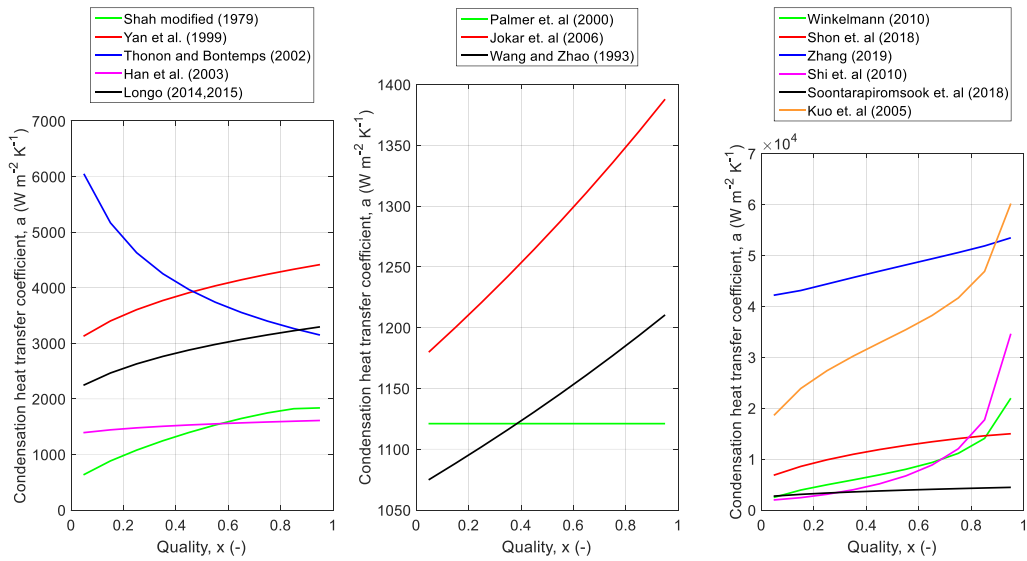 Shah modified (1979)
Yan et al. (1999)
Thonon and Bontemps (2002)
Han et al. (2003)
Longo (2014,2015)
7000
6000
5000
4000
3000
2000
1000
0
0
0.2
0.4
0.6
0.8
1
Condensation heat transfer coefficient, a (W m⁻² K⁻¹)
Quality, x (-)
Palmer et. al (2000)
Jokar et. al (2006)
Wang and Zhao (1993)
1400
1350
1300
1250
1200
1150
1100
1050
0
0.2
0.4
0.6
0.8
1
Condensation heat transfer coefficient, a (W m⁻² K⁻¹)
Quality, x (-)
Winkelmann (2010)
Shon et. al (2018)
Zhang (2019)
Shi et. al (2010)
Soontarapiromsook et. al (2018)
Kuo et. al (2005)
× 10⁴
7
6
5
4
3
2
1
0
0
0.2
0.4
0.6
0.8
1
Condensation heat transfer coefficient, a (W m⁻² K⁻¹)
Quality, x (-)